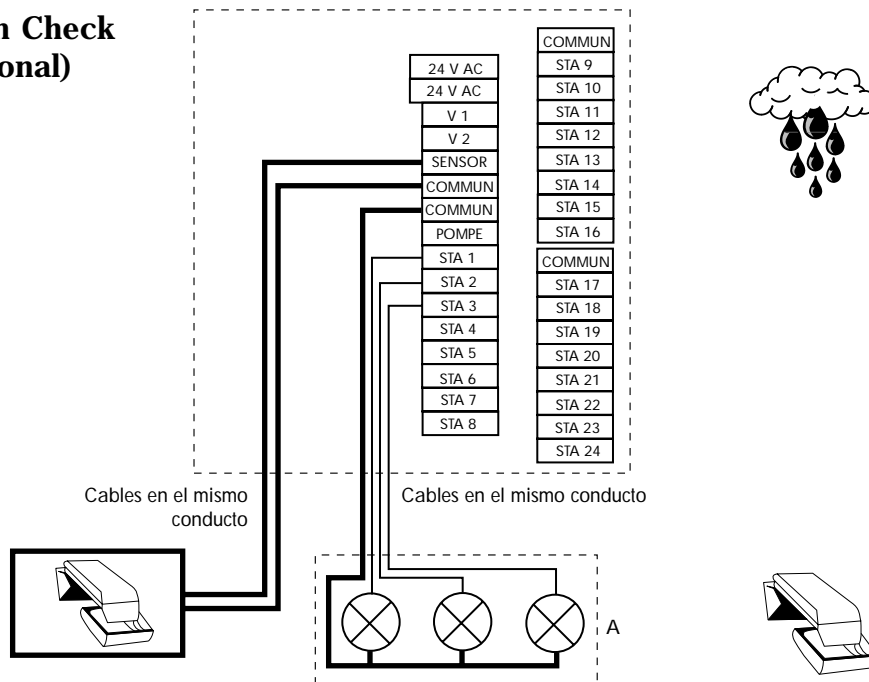 Check
24 V AC
24 V AC
V 1
V 2
SENSOR
COMMUN
COMMUN
POMPE
STA 1
STA 2
STA 3
STA 4
STA 5
STA 6
STA 7
STA 8
COMMUN
STA 9
STA 10
STA 11
STA 12
STA 13
STA 14
STA 15
STA 16
COMMUN
STA 17
STA 18
STA 19
STA 20
STA 21
STA 22
STA 23
STA 24
Cables en el mismo
conducto
Cables en el mismo conducto
A